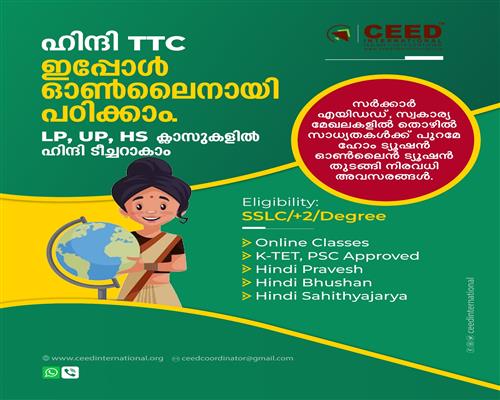 ഹിന്ദി TTC
ഇപ്പോൾ
ഓൺലൈനായി
പഠിക്കാം.
LP, UP, HS ക്ലാസുകളിൽ
ഹിന്ദി ടീച്ചറാകാം
CEED
INTERNATIONAL
സർക്കാർ
എയിഡഡ്, സ്വകാര്യ
മേഖലകളിൽ തൊഴിൽ
സാധ്യതകൾക്ക് പുറമേ
ഹോം ട്യൂഷൻ
ഓൺലൈൻ ട്യൂഷൻ
തുടങ്ങി നിരവധി
അവസരങ്ങൾ.
Eligibility:
SSLC/+2/Degree
Online Classes
K-TET, PSC Approved
Hindi Pravesh
Hindi Bhushan
Hindi Sahithyajarya
ceedinternational
www.ceedinternational.org
ceedcoordinator@gmail.com